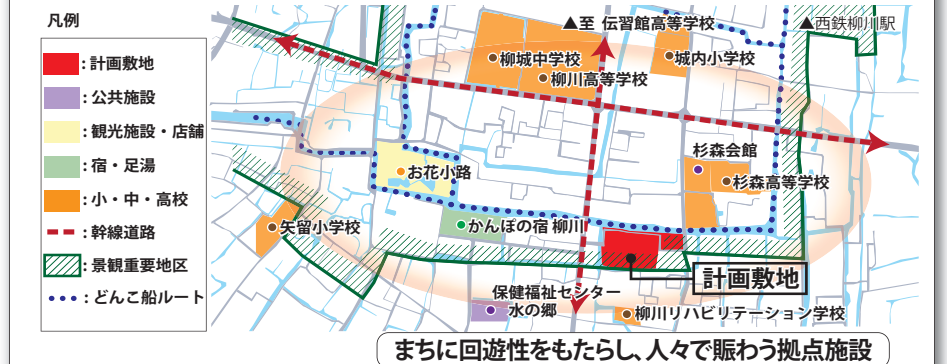 凡例
:計画敷地
:公共施設
:観光施設・店舗
:宿・足湯
:小・中・高校
:幹線道路
:景観重要地区
:どんこ船ルート
▲至 伝習館高等学校
▲西鉄柳川駅
柳城中学校
柳川高等学校
城内小学校
杉森会館
杉森高等学校
お花小路
矢留小学校
かんぽの宿 柳川
計画敷地
保健福祉センター
水の郷
柳川リハビリテーション学校
まちに回遊性をもたらし、人々で賑わう拠点施設